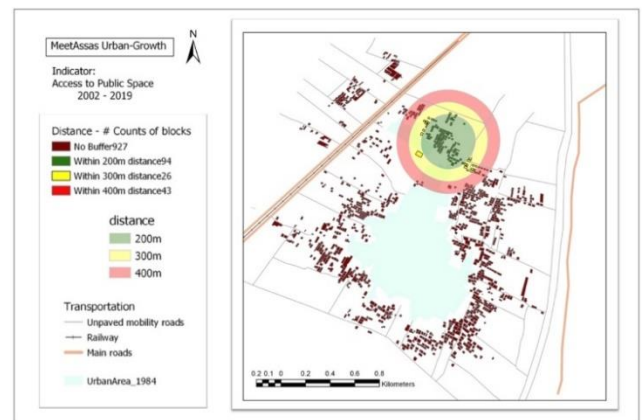 MeetAssas Urban-Growth
N
Indicator:
Access to Public Space
2002 - 2019
Distance - # Counts of blocks
No Buffer927
Within 200m distance94
Within 300m distance26
Within 400m distance43
distance
200m
300m
400m
Transportation
Unpaved mobility roads
Railway
Main roads
UrbanArea_1984
0.2 0.1 0 0.2 0.4 0.6 0.8
Kilometers